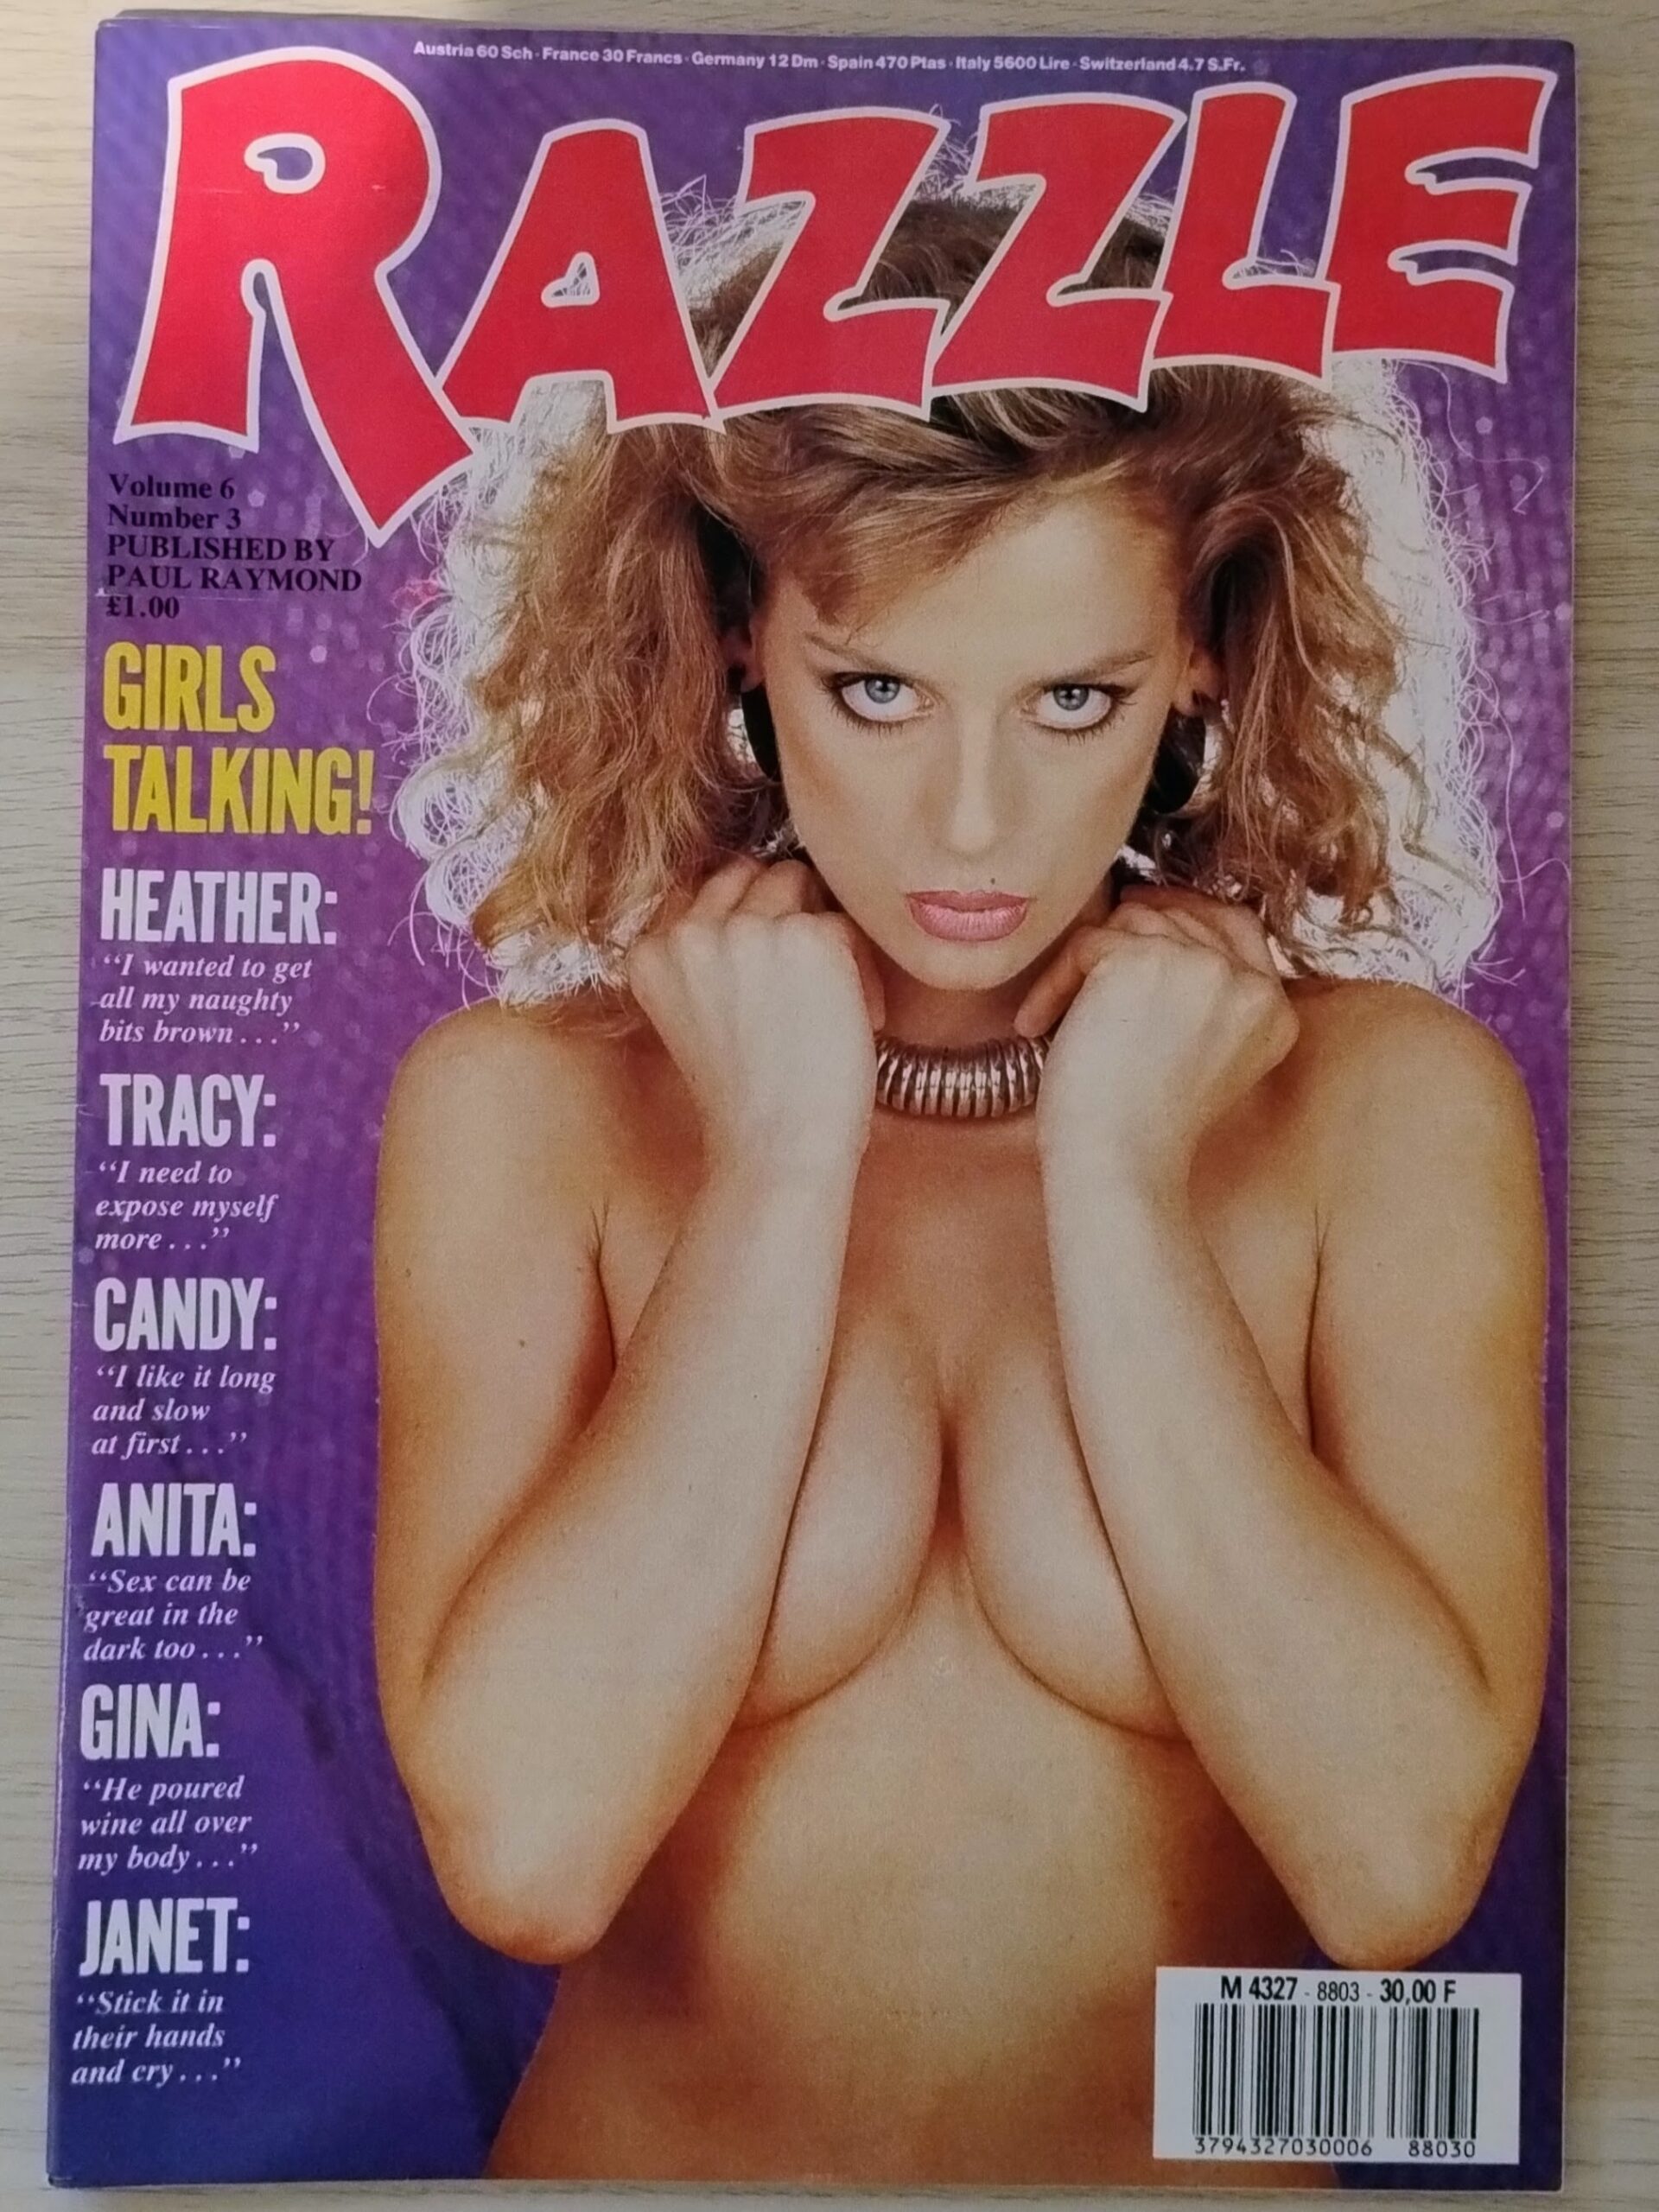 Austria 60 Sch · France 30 Francs · Germany 12 Dm · Spain 470 Ptas · Italy 5600 Lire · Switzerland 4.7 S.Fr.
RAZZLE
Volume 6
Number 3
PUBLISHED BY
PAUL RAYMOND
£1.00
GIRLS
TALKING!
HEATHER:
“I wanted to get
all my naughty
bits brown . . .”
TRACY:
“I need to
expose myself
more . . .”
CANDY:
“I like it long
and slow
at first . . .”
ANITA:
“Sex can be
great in the
dark too . . .”
GINA:
“He poured
wine all over
my body . . .”
JANET:
“Stick it in
their hands
and cry . . .”
M 4327 - 8803 - 30,00 F
3794327030006 88030